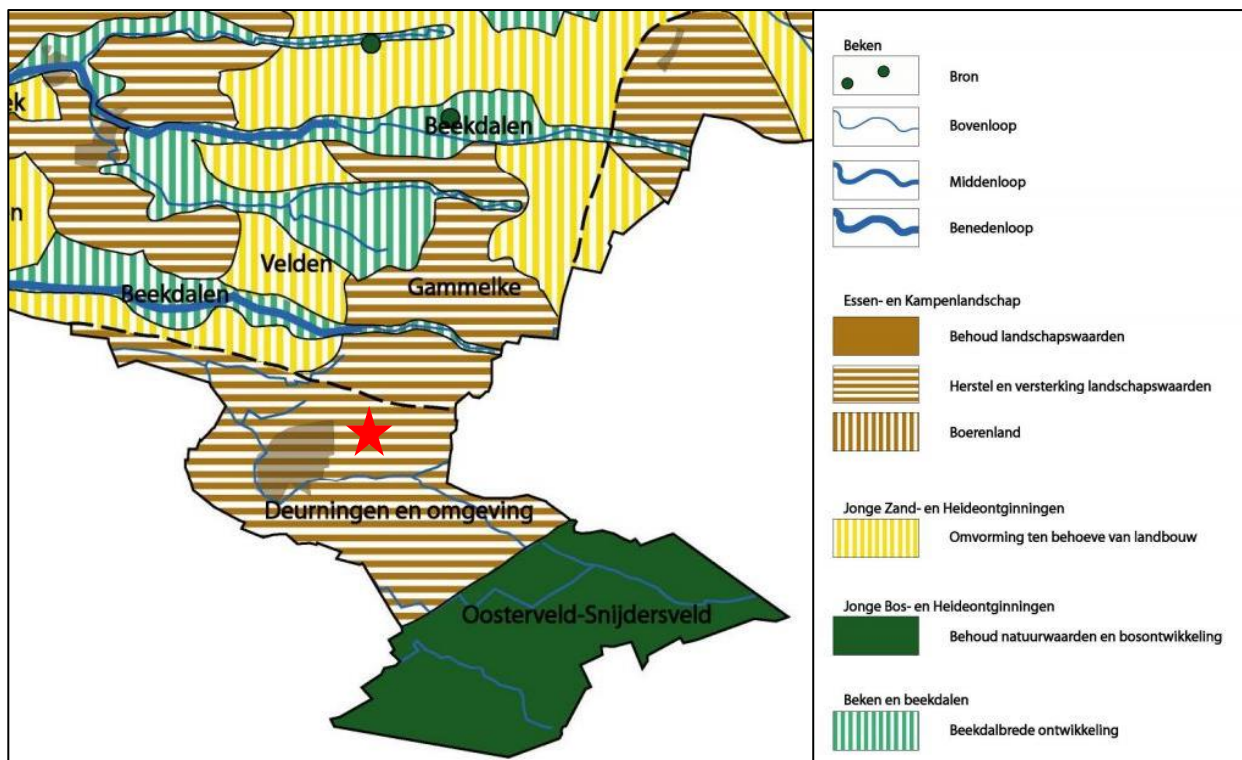 ek
Beekdalen
n
Velden
Gammelke
Beekdalen
Deurningen en omgeving
Oosterveld-Snijdersveld
Beken
Bron
Bovenloop
Middenloop
Benedenloop
Essen- en Kampenlandschap
Behoud landschapswaarden
Herstel en versterking landschapswaarden
Boerenland
Jonge Zand- en Heideontginningen
Omvorming ten behoeve van landbouw
Jonge Bos- en Heideontginningen
Behoud natuurwaarden en bosontwikkeling
Beken en beekdalen
Beekdalbrede ontwikkeling